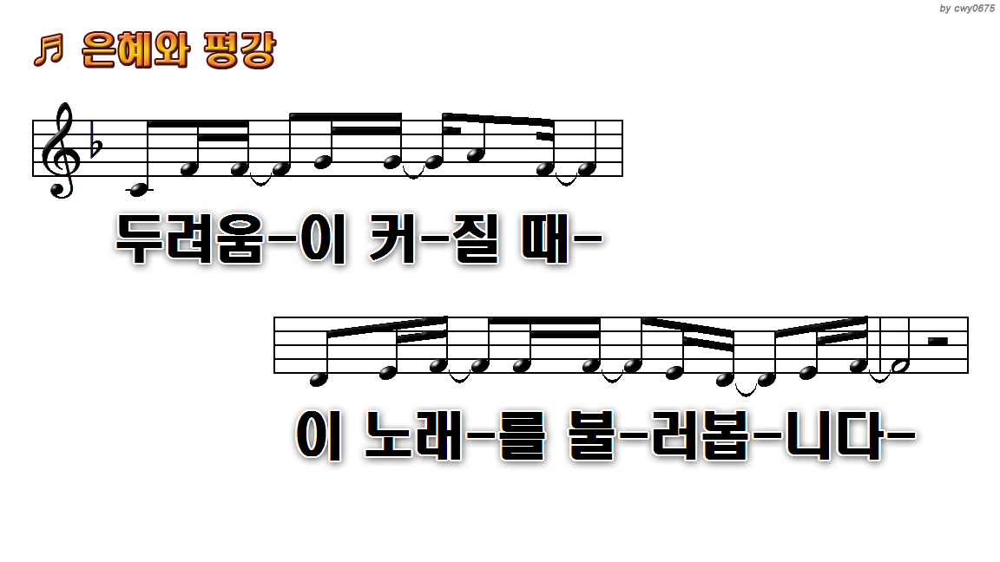 by cwy0675
♬ 은혜와 평강
두려움-이 커-질 때-
이 노래-를 불-러봅-니다-